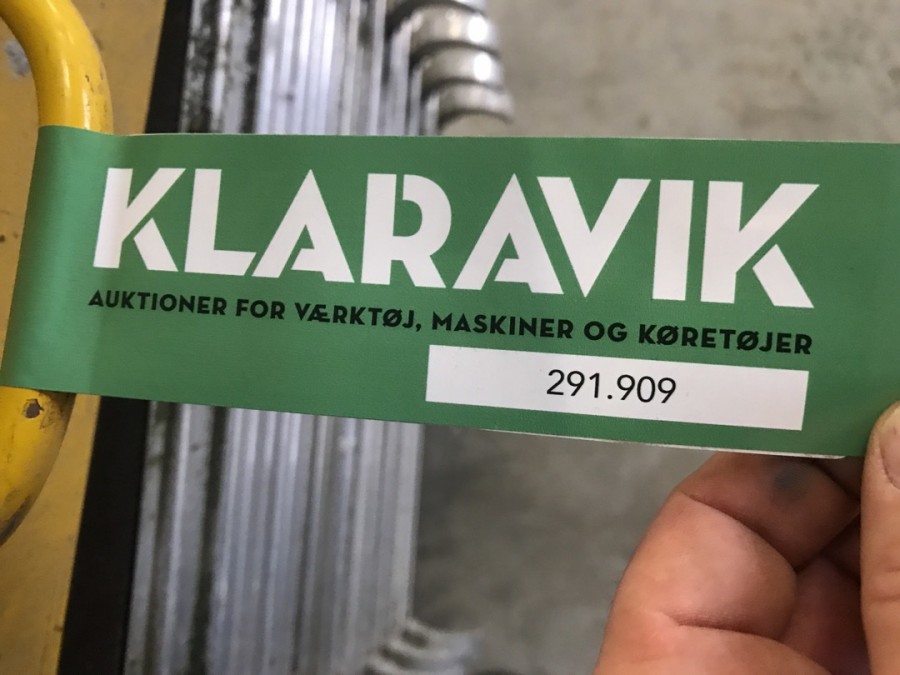 KLARAVIK
AUKTIONER FOR VÆRKTØJ, MASKINER OG KØRETØJER
291.909